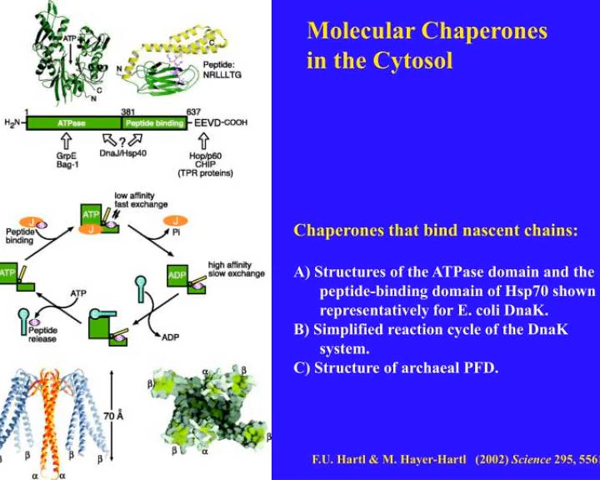 Molecular Chaperones
in the Cytosol
ATP
C
N
N
C
Peptide:
NRLLLTG
1
381
637
H₂N
ATPase
Peptide binding
EEVD-COOH
?
GrpE
Bag-1
DnaJ/Hsp40
Hop/p60
CHIP
(TPR proteins)
low affinity
fast exchange
ATP
J
J
J
Pi
Peptide
binding
ATP
ADP
high affinity
slow exchange
ATP
Peptide
release
ADP
70 Å
β
β
β
β
α
α
β
α
β
β
α
β
Chaperones that bind nascent chains:
A) Structures of the ATPase domain and the
peptide-binding domain of Hsp70 shown
representatively for E. coli DnaK.
B) Simplified reaction cycle of the DnaK
system.
C) Structure of archaeal PFD.
F.U. Hartl & M. Hayer-Hartl (2002) Science 295, 5561